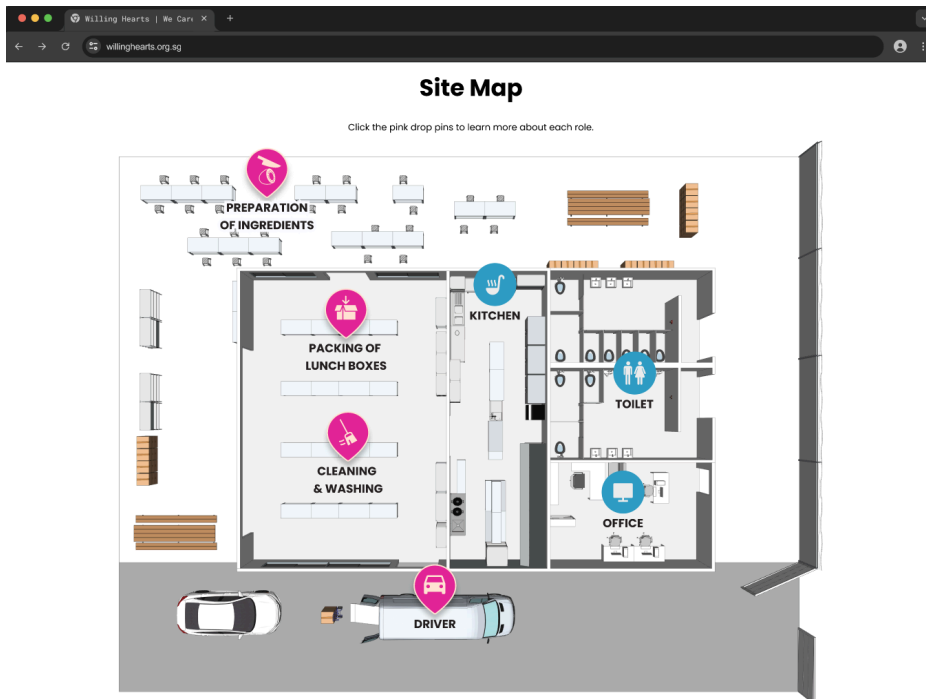 Willing Hearts | We Care
willinghearts.org.sg
Site Map
Click the pink drop pins to learn more about each role.
PREPARATION
OF INGREDIENTS
KITCHEN
PACKING OF
LUNCH BOXES
TOILET
CLEANING
& WASHING
OFFICE
DRIVER